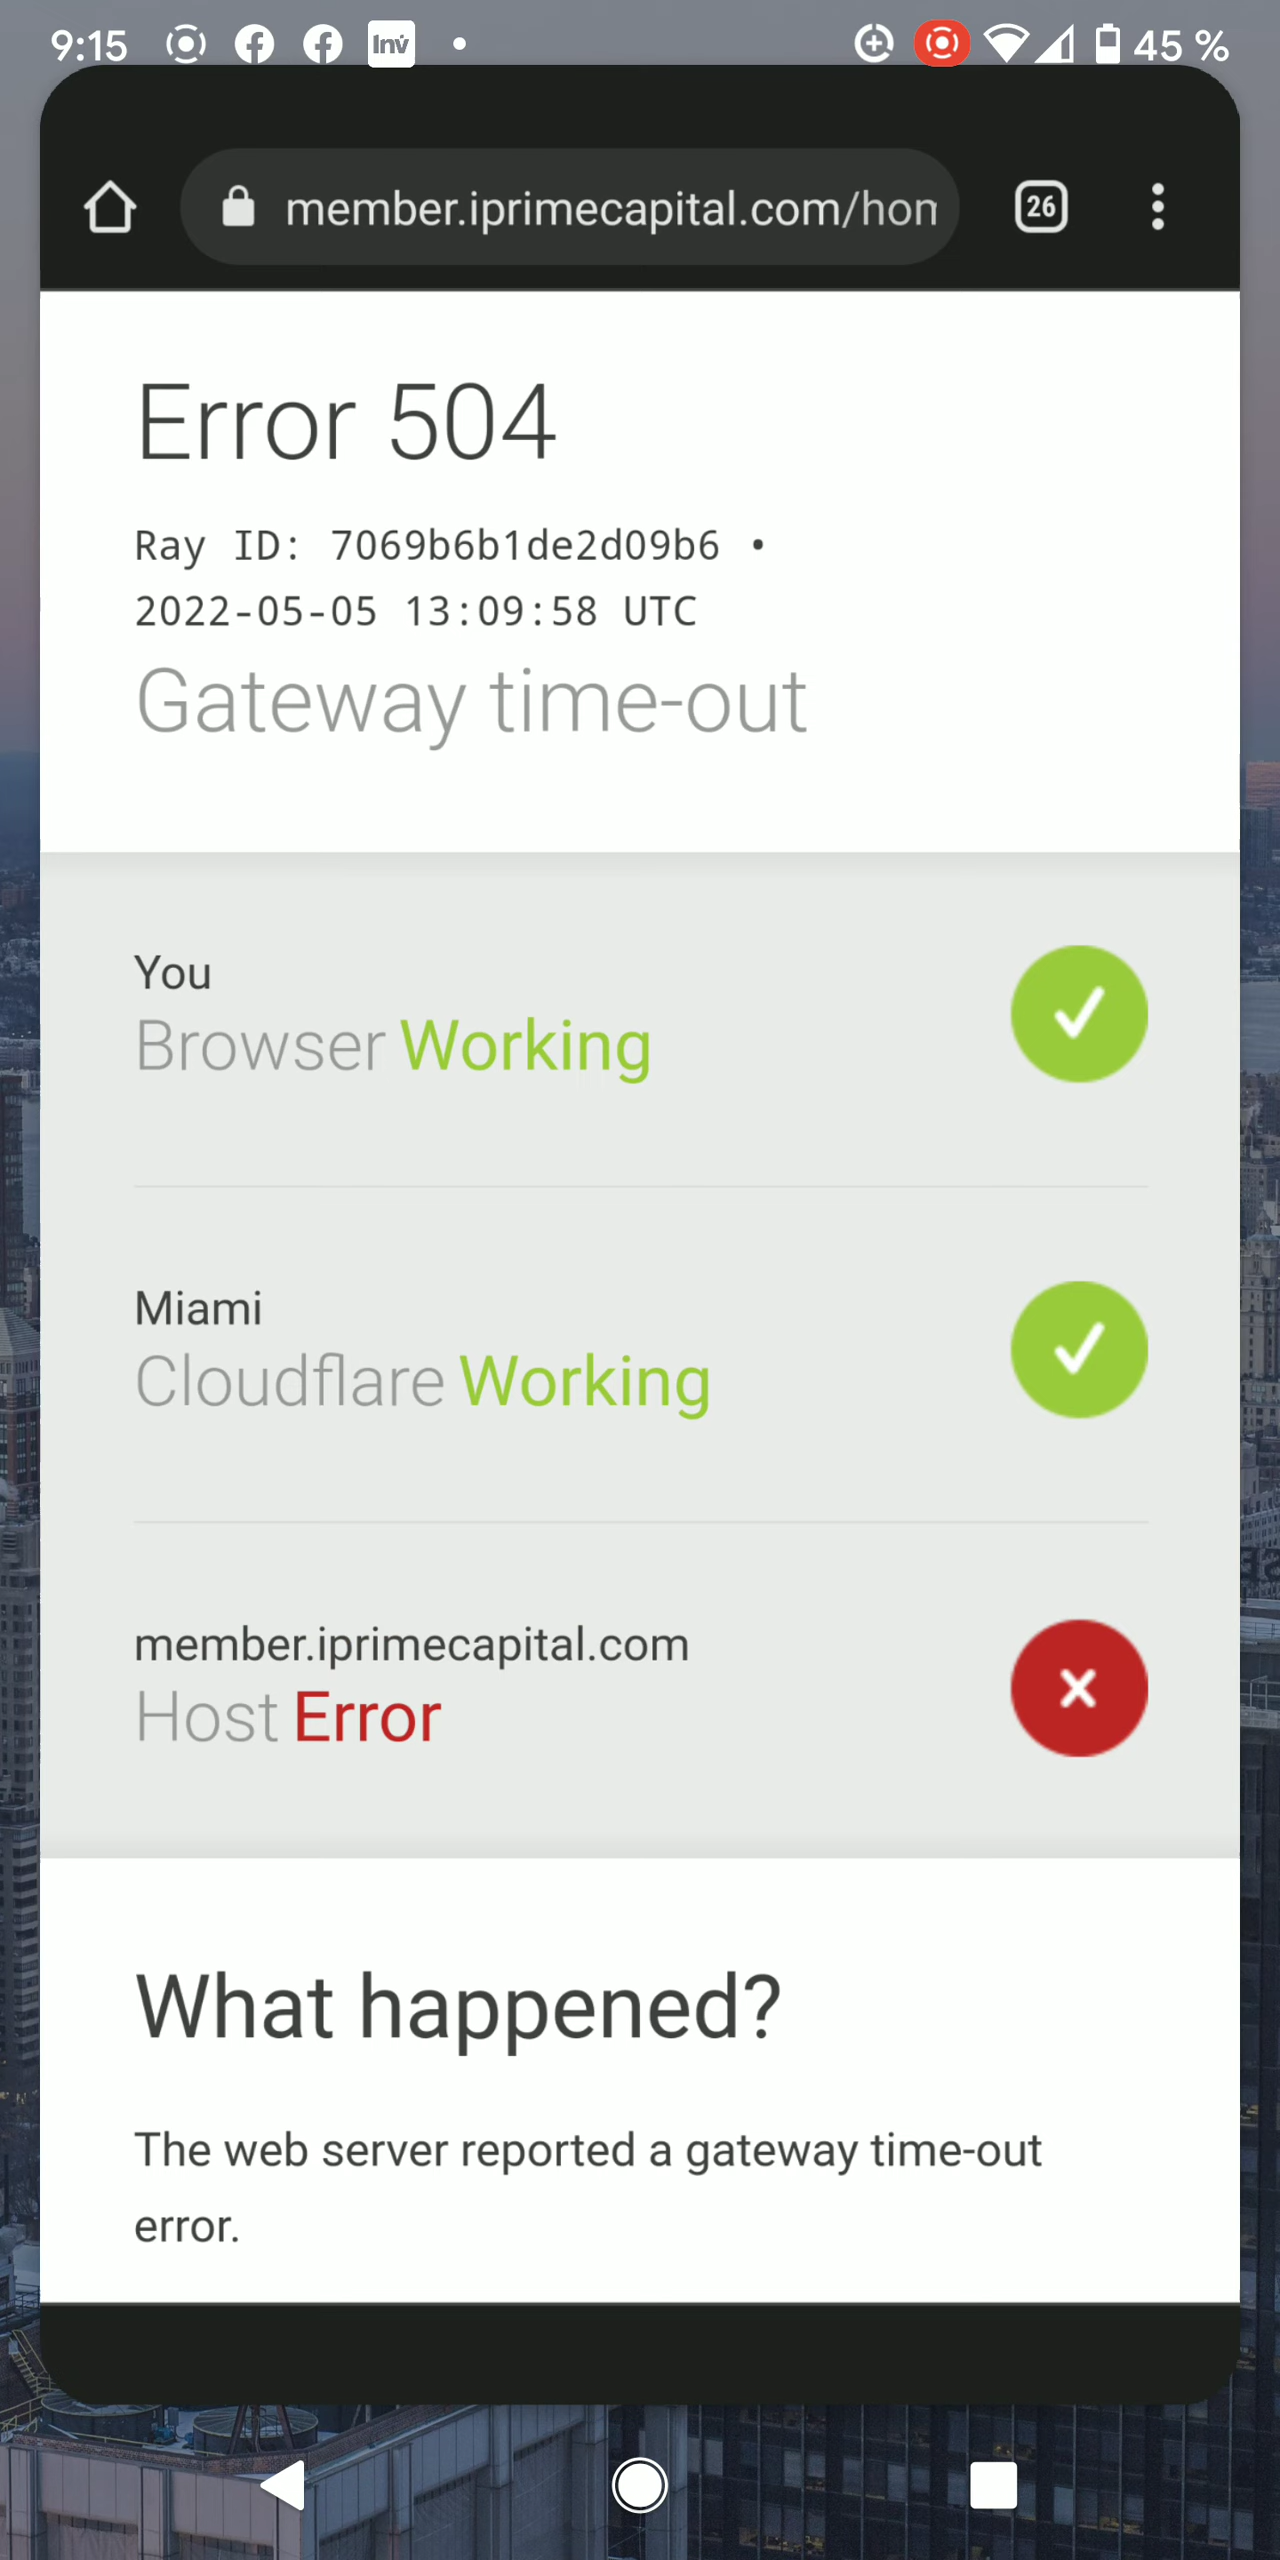 9:15
Inv
45 %
member.iprimecapital.com/hom
26
Error 504
Ray ID: 7069b6b1de2d09b6 •
2022-05-05 13:09:58 UTC
Gateway time-out
You
Browser Working
Miami
Cloudflare Working
member.iprimecapital.com
Host Error
What happened?
The web server reported a gateway time-out
error.